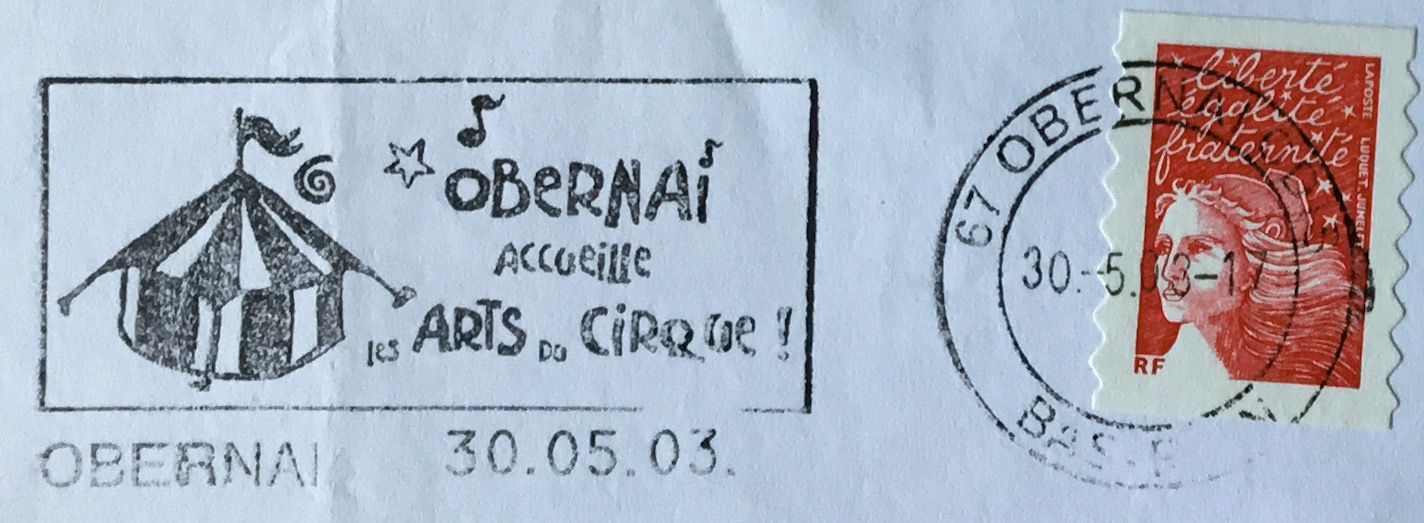 OBERNAI
ACCUEILLE
LES ARTS DU CIRQUE !
OBERNAI 30.05.03.
67 OBERNAI
30.-5.03-17
BAS-R
liberté
égalité
fraternité
LA POSTE LUQUET. JUMELET
RF